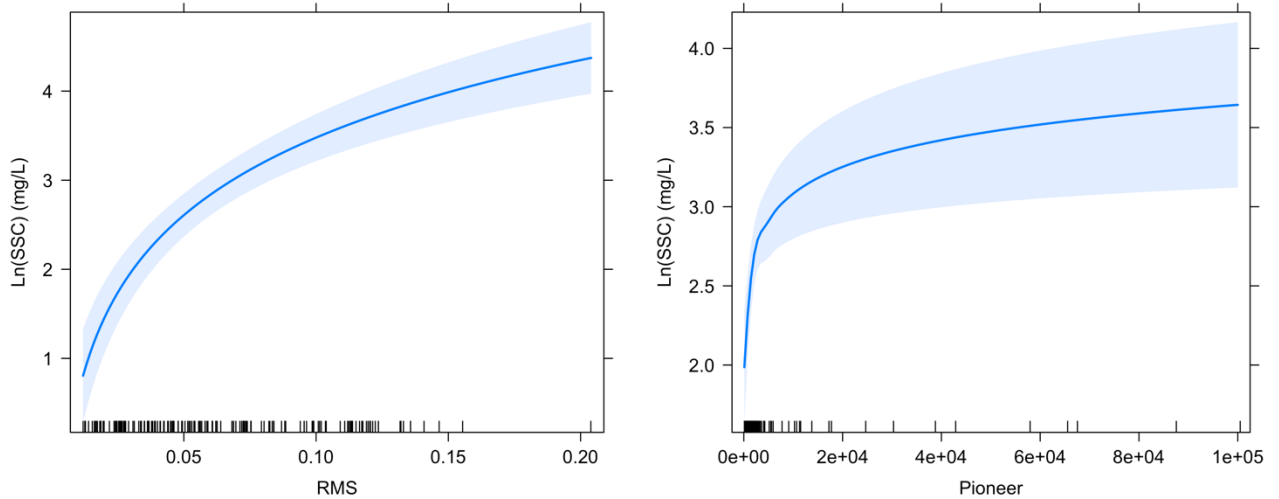 4
3
2
1
Ln(SSC) (mg/L)
0.05
0.10
0.15
0.20
RMS
4.0
3.5
3.0
2.5
2.0
Ln(SSC) (mg/L)
0e+00
2e+04
4e+04
6e+04
8e+04
1e+05
Pioneer